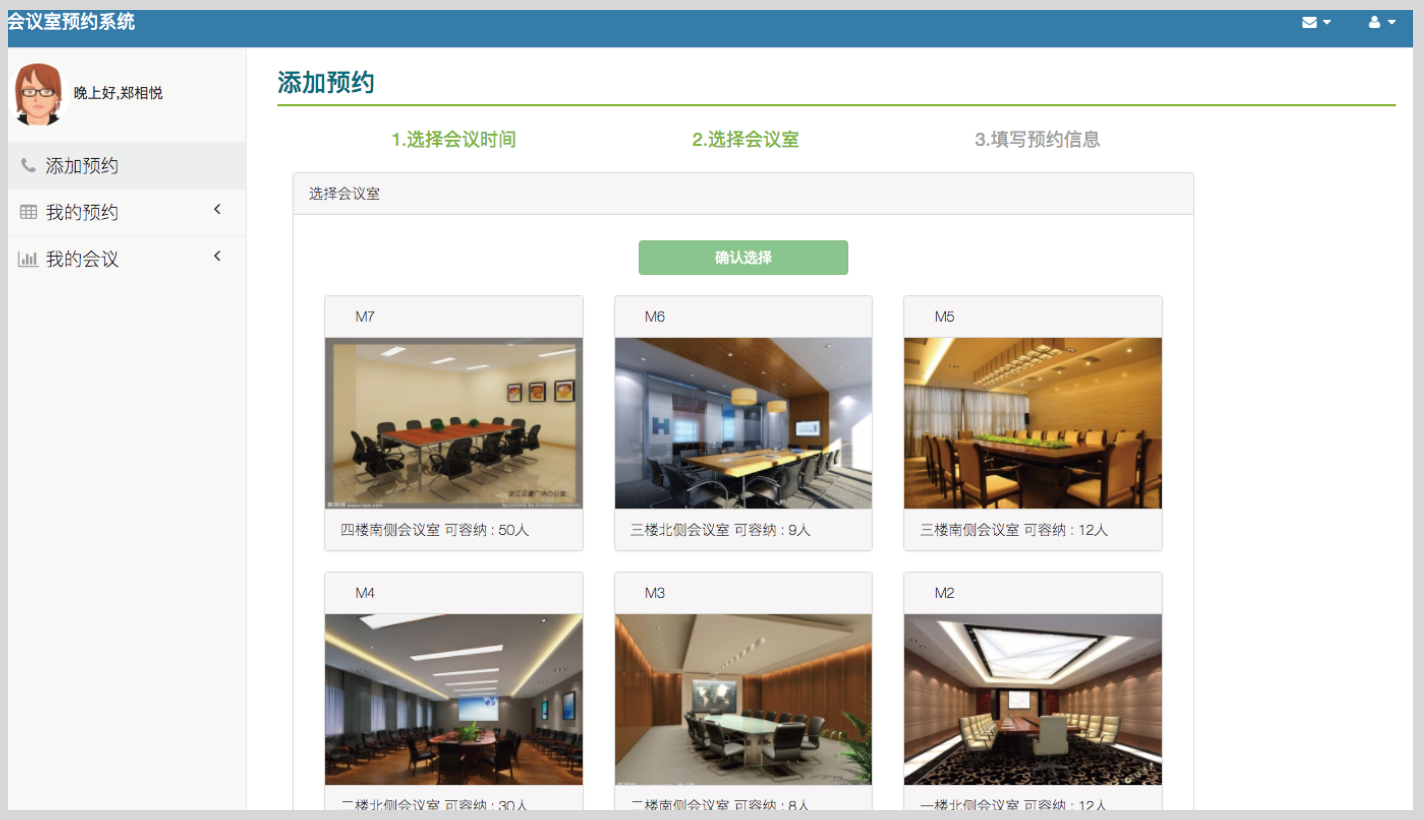 会议室预约系统
晚上好,郑相悦
添加预约
我的预约
我的会议
添加预约
1.选择会议时间
2.选择会议室
3.填写预约信息
选择会议室
确认选择
M7
M6
M5
四楼南侧会议室 可容纳 : 50人
三楼北侧会议室 可容纳 : 9人
三楼南侧会议室 可容纳 : 12人
M4
M3
M2
二楼北侧会议室 可容纳 : 30人
二楼南侧会议室 可容纳 : 8人
一楼北侧会议室 可容纳 : 12人